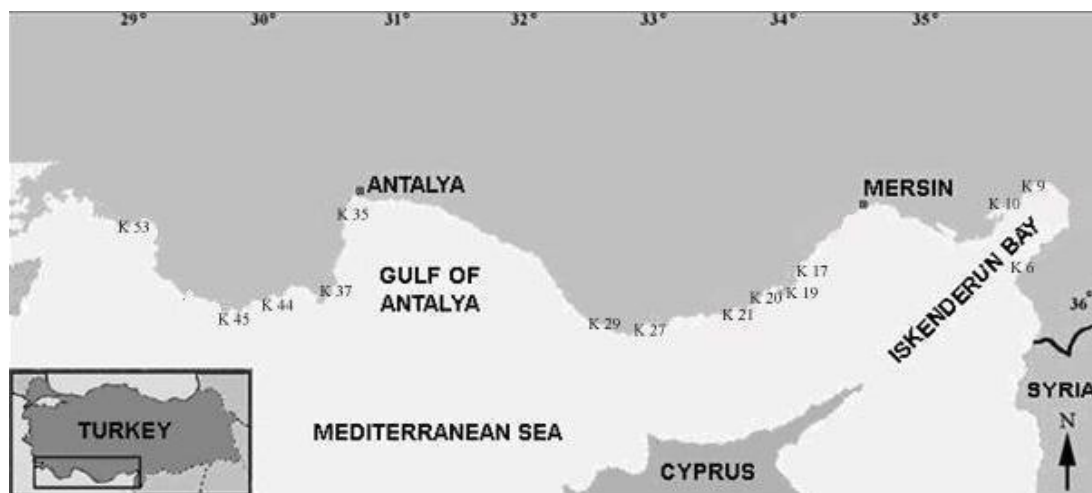 29°
30°
31°
32°
33°
34°
35°
ANTALYA
MERSIN
K 9
K 10
K 35
K 53
GULF OF
ANTALYA
ISKENDERUN BAY
K 6
K 17
K 37
K 19
K 20
K 44
K 45
K 21
K 29
K 27
36°
SYRIA
N
TURKEY
MEDITERRANEAN SEA
CYPRUS